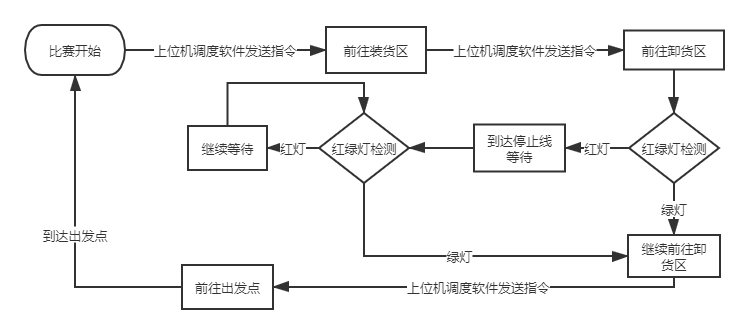 比赛开始
上位机调度软件发送指令
前往装货区
上位机调度软件发送指令
前往卸货区
继续等待
红灯
红绿灯检测
到达停止线
等待
红灯
红绿灯检测
绿灯
到达出发点
绿灯
继续前往卸
货区
前往出发点
上位机调度软件发送指令